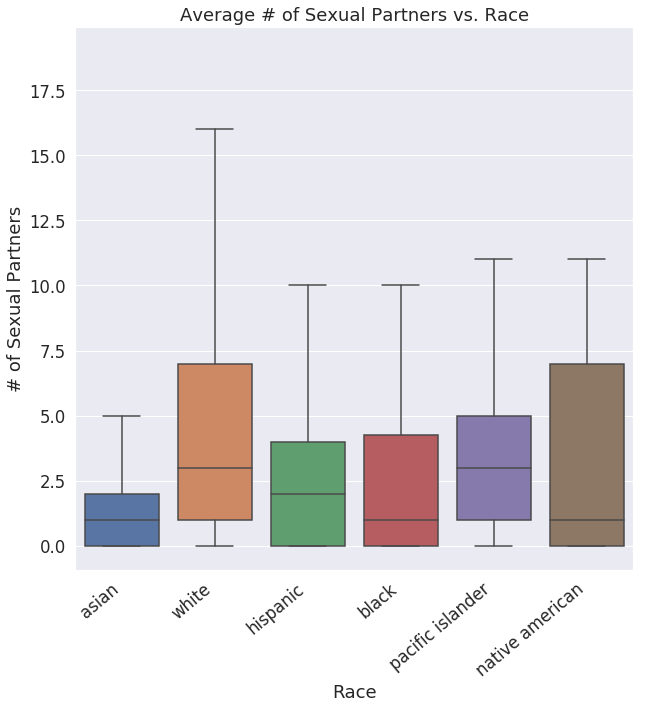 Average # of Sexual Partners vs. Race
# of Sexual Partners
17.5
15.0
12.5
10.0
7.5
5.0
2.5
0.0
asian
white
hispanic
black
pacific islander
native american
Race